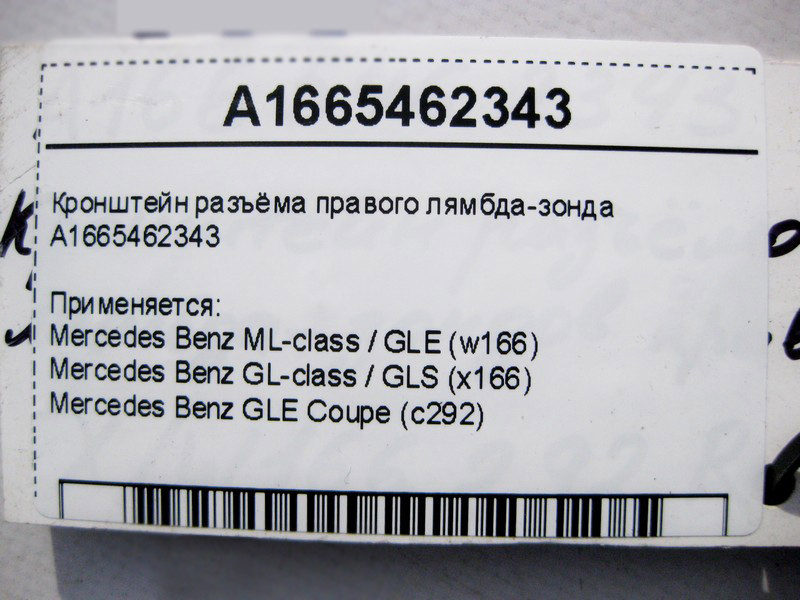 A1665462343
Кронштейн разъёма правого лямбда-зонда
A1665462343
Применяется:
Mercedes Benz ML-class / GLE (w166)
Mercedes Benz GL-class / GLS (x166)
Mercedes Benz GLE Coupe (c292)